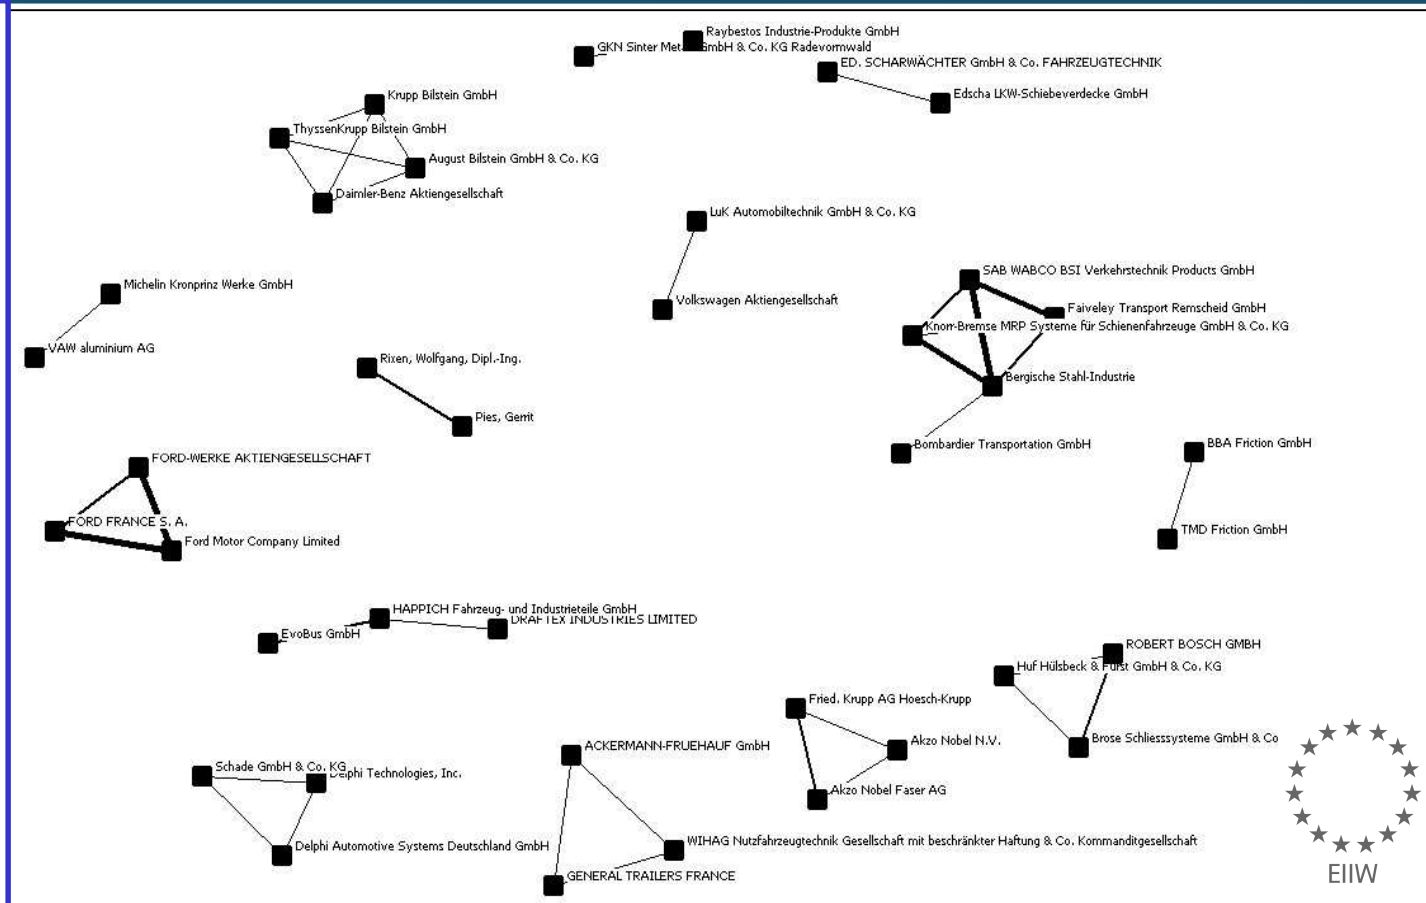 Raybestos Industrie-Produkte GmbH
GKN Sinter Met GmbH & Co. KG Radevormwald
ED. SCHARWÄCHTER GmbH & Co. FAHRZEUGTECHNIK
Edscha LKW-Schiebeverdecke GmbH
Krupp Bilstein GmbH
ThyssenKrupp Bilstein GmbH
August Bilstein GmbH & Co. KG
Daimler-Benz Aktiengesellschaft
LuK Automobiltechnik GmbH & Co. KG
Michelin Kronprinz Werke GmbH
SAB WABCO BSI Verkehrstechnik Products GmbH
Volkswagen Aktiengesellschaft
Faiveley Transport Remscheid GmbH
Knorr-Bremse MRP Systeme für Schienenfahrzeuge GmbH & Co. KG
VAW aluminium AG
Rixen, Wolfgang, Dipl.-Ing.
Bergische Stahl-Industrie
Pies, Gerrit
Bombardier Transportation GmbH
BBA Friction GmbH
FORD-WERKE AKTIENGESELLSCHAFT
FORD FRANCE S. A.
Ford Motor Company Limited
TMD Friction GmbH
HAPPICH Fahrzeug- und Industrieteile GmbH
DRAFTEX INDUSTRIES LIMITED
EvoBus GmbH
ROBERT BOSCH GMBH
Huf Hülsbeck & Fürst GmbH & Co. KG
Fried. Krupp AG Hoesch-Krupp
Akzo Nobel N.V.
Brose Schliesssysteme GmbH & Co
ACKERMANN-FRUEHAUF GmbH
Schade GmbH & Co. KG
Delphi Technologies, Inc.
Akzo Nobel Faser AG
Delphi Automotive Systems Deutschland GmbH
WIHAG Nutzfahrzeugtechnik Gesellschaft mit beschränkter Haftung & Co. Kommanditgesellschaft
GENERAL TRAILERS FRANCE
EIIW